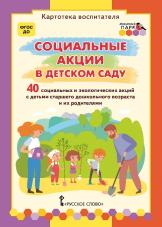 Картотека воспитателя
ФГОС
ДО
ПАРК
СОЦИАЛЬНЫЕ
АКЦИИ
В ДЕТСКОМ САДУ
40 социальных и экологических акций
с детьми старшего дошкольного возраста
и их родителями
РУССКОЕ СЛОВО